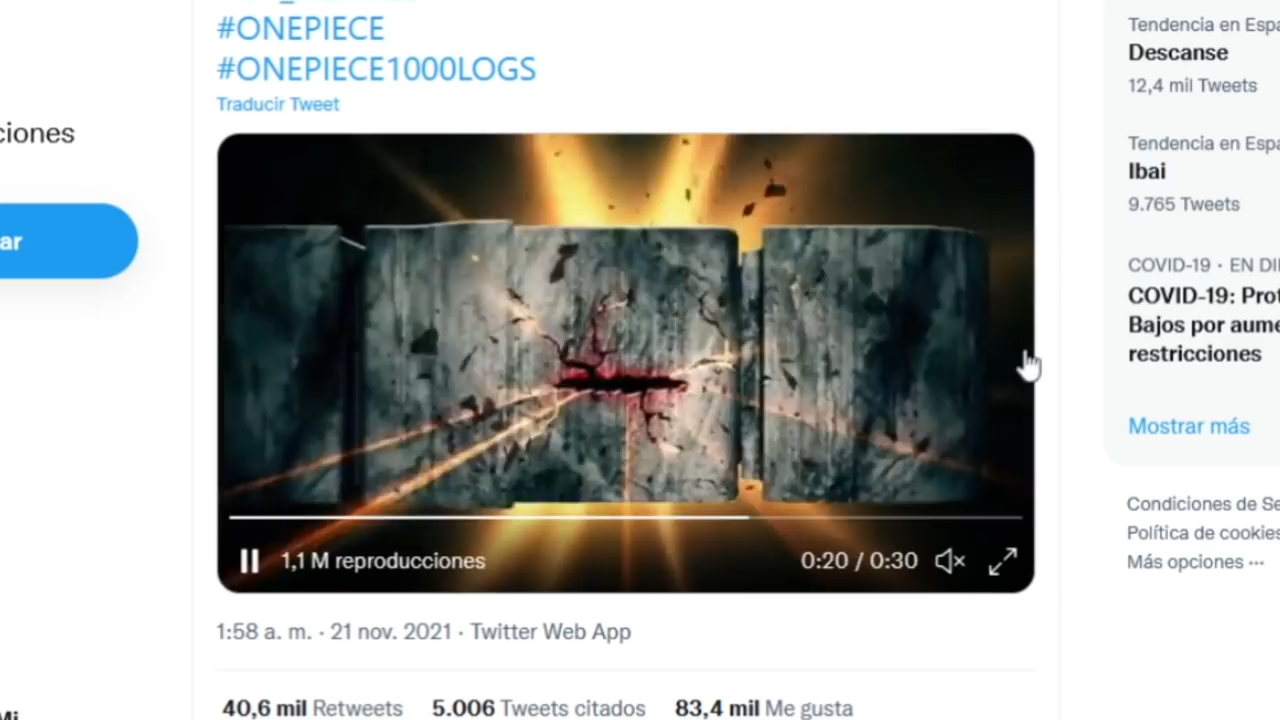 #ONEPIECE
#ONEPIECE1000LOGS
Traducir Tweet
ciones
ar
1,1 M reproducciones
0:20 / 0:30
1:58 a. m. · 21 nov. 2021 · Twitter Web App
40,6 mil Retweets 5.006 Tweets citados 83,4 mil Me gusta
Tendencia en Espa
Descanse
12,4 mil Tweets
Tendencia en Espa
Ibai
9.765 Tweets
COVID-19 · EN DI
COVID-19: Prot
Bajos por aume
restricciones
Mostrar más
Condiciones de Se
Política de cookies
Más opciones ···